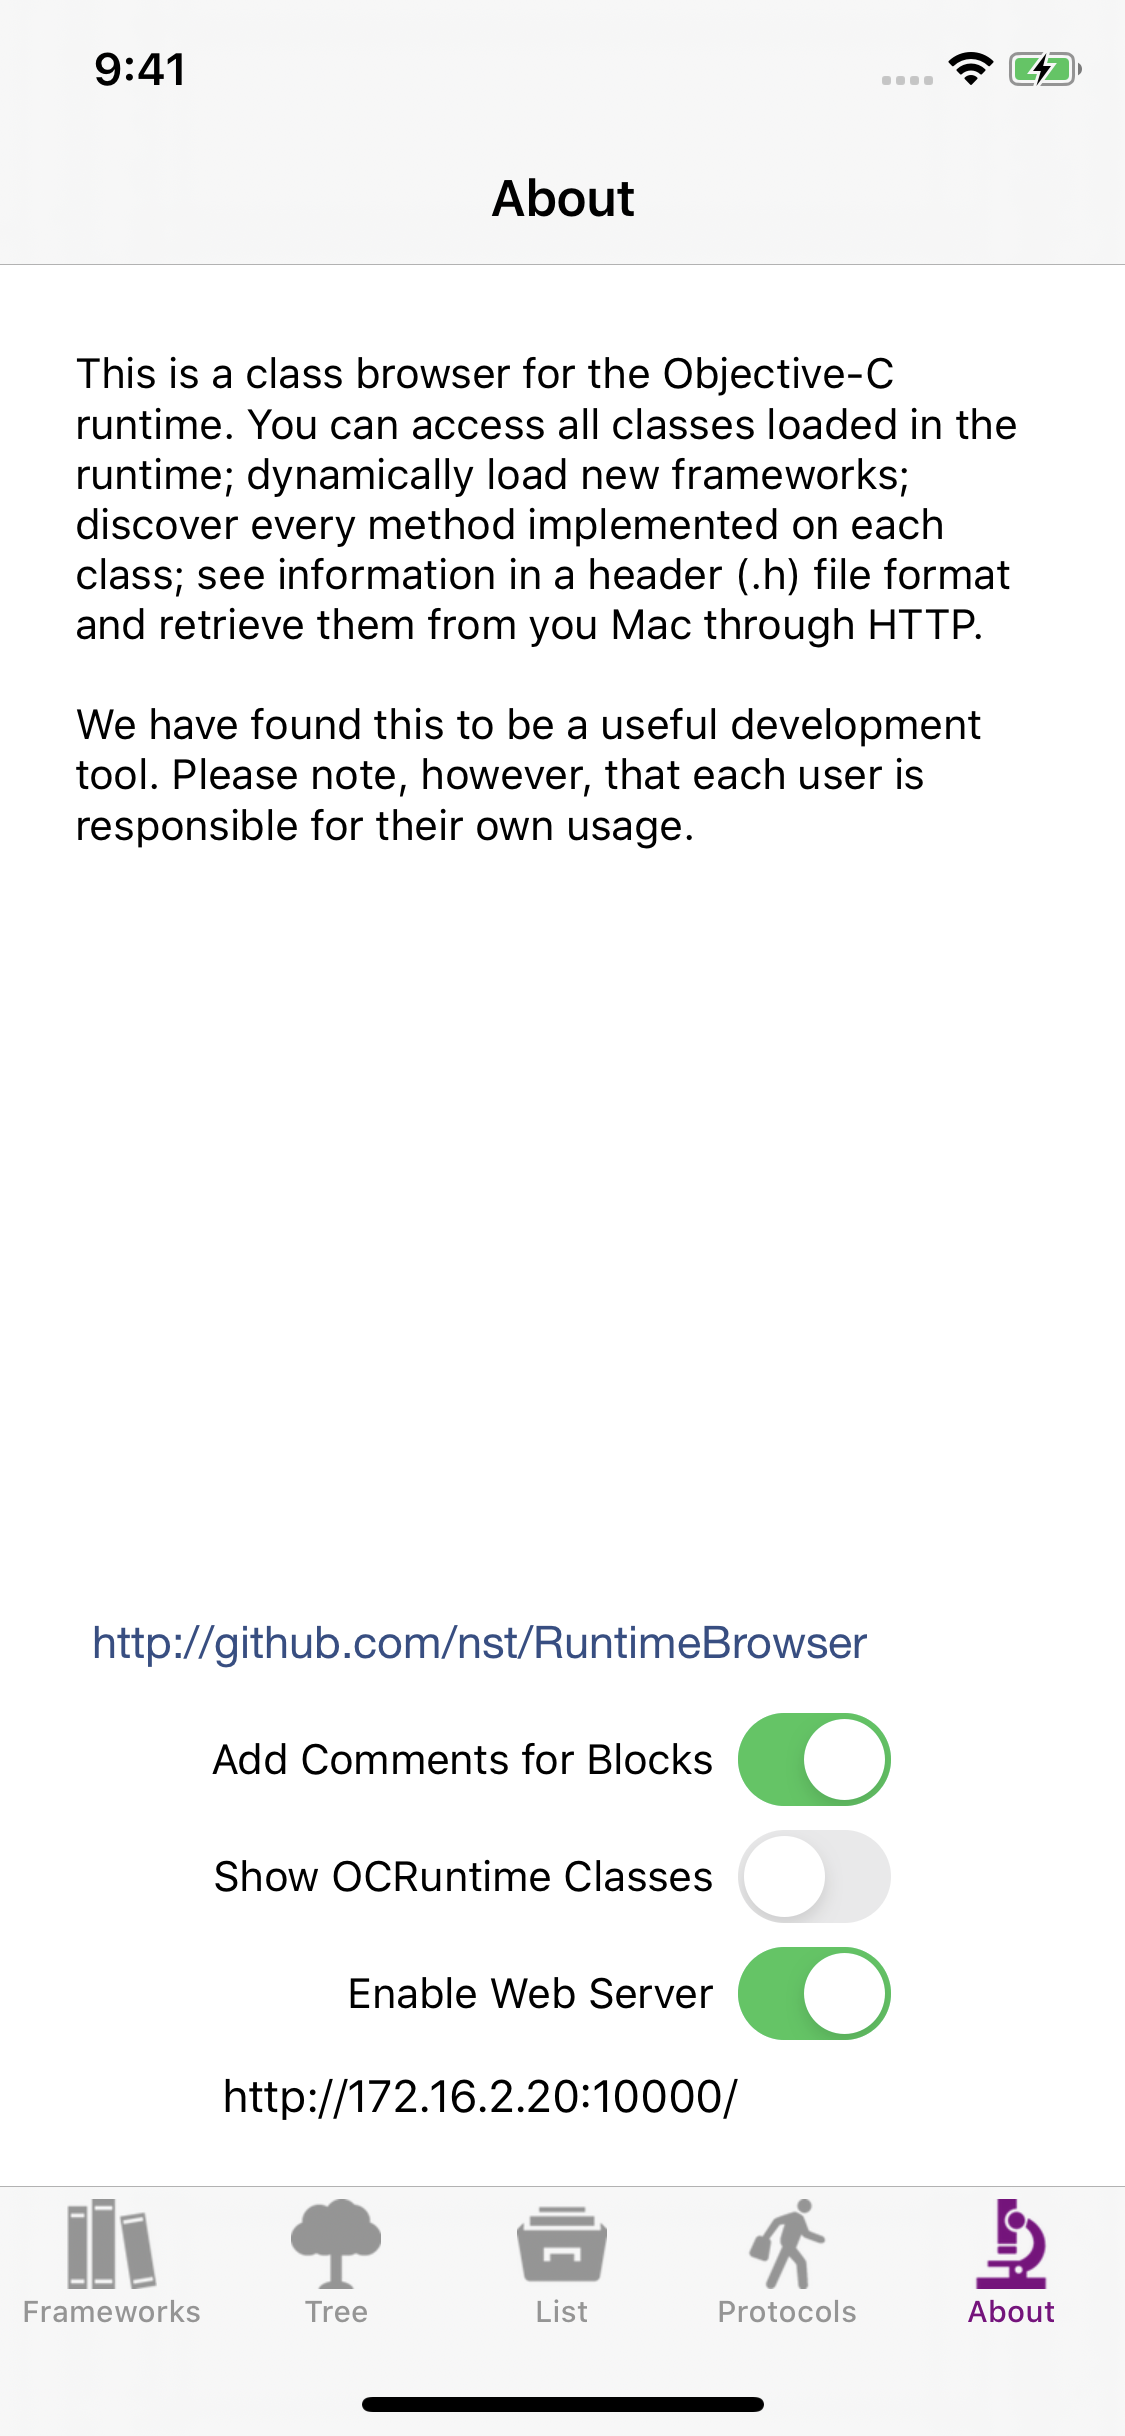 9:41
About
This is a class browser for the Objective-C
runtime. You can access all classes loaded in the
runtime; dynamically load new frameworks;
discover every method implemented on each
class; see information in a header (.h) file format
and retrieve them from you Mac through HTTP.
We have found this to be a useful development
tool. Please note, however, that each user is
responsible for their own usage.
http://github.com/nst/RuntimeBrowser
Add Comments for Blocks
Show OCRuntime Classes
Enable Web Server
http://172.16.2.20:10000/
Frameworks Tree List Protocols About